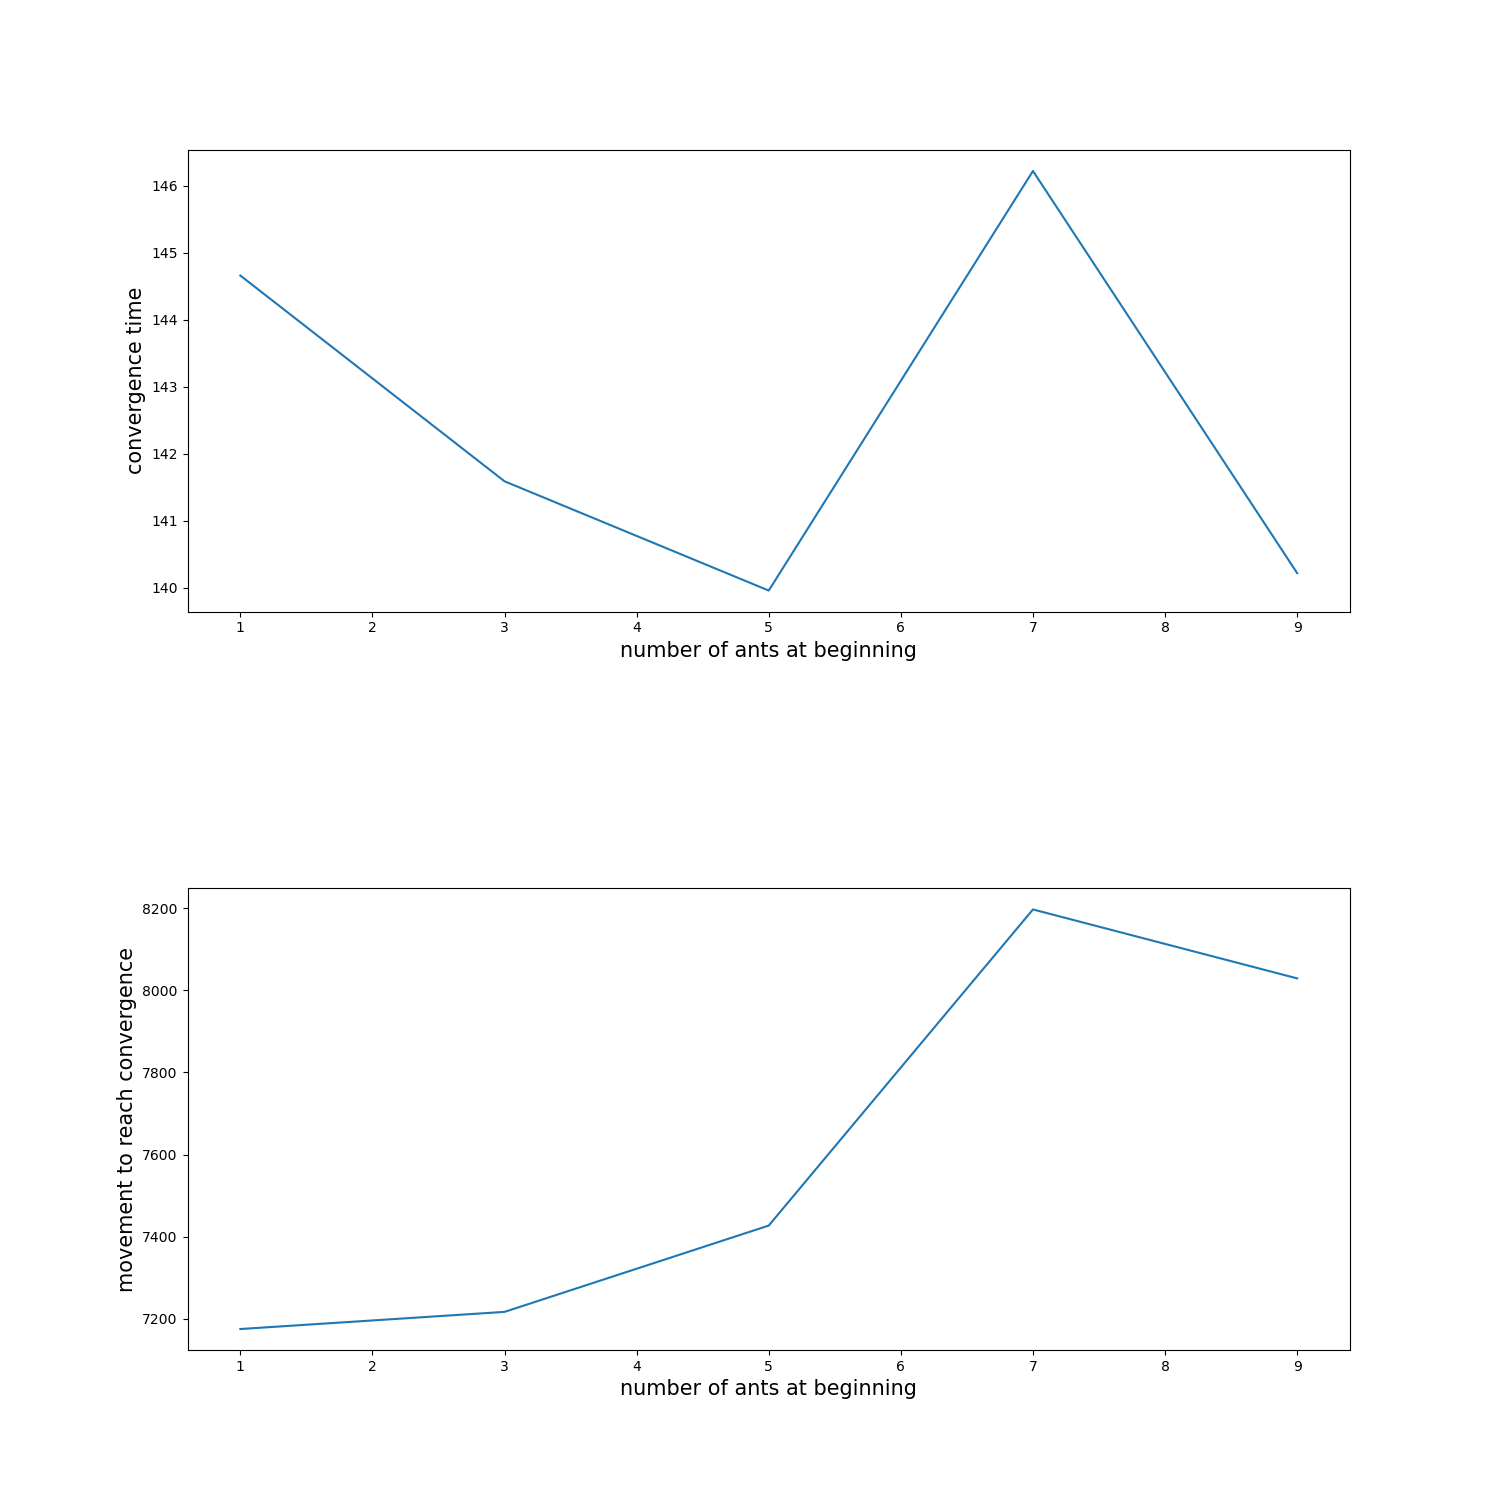 146
145
144
143
142
141
140
convergence time
1 2 3 4 5 6 7 8 9
number of ants at beginning
8200
8000
7800
7600
7400
7200
movement to reach convergence
1 2 3 4 5 6 7 8 9
number of ants at beginning